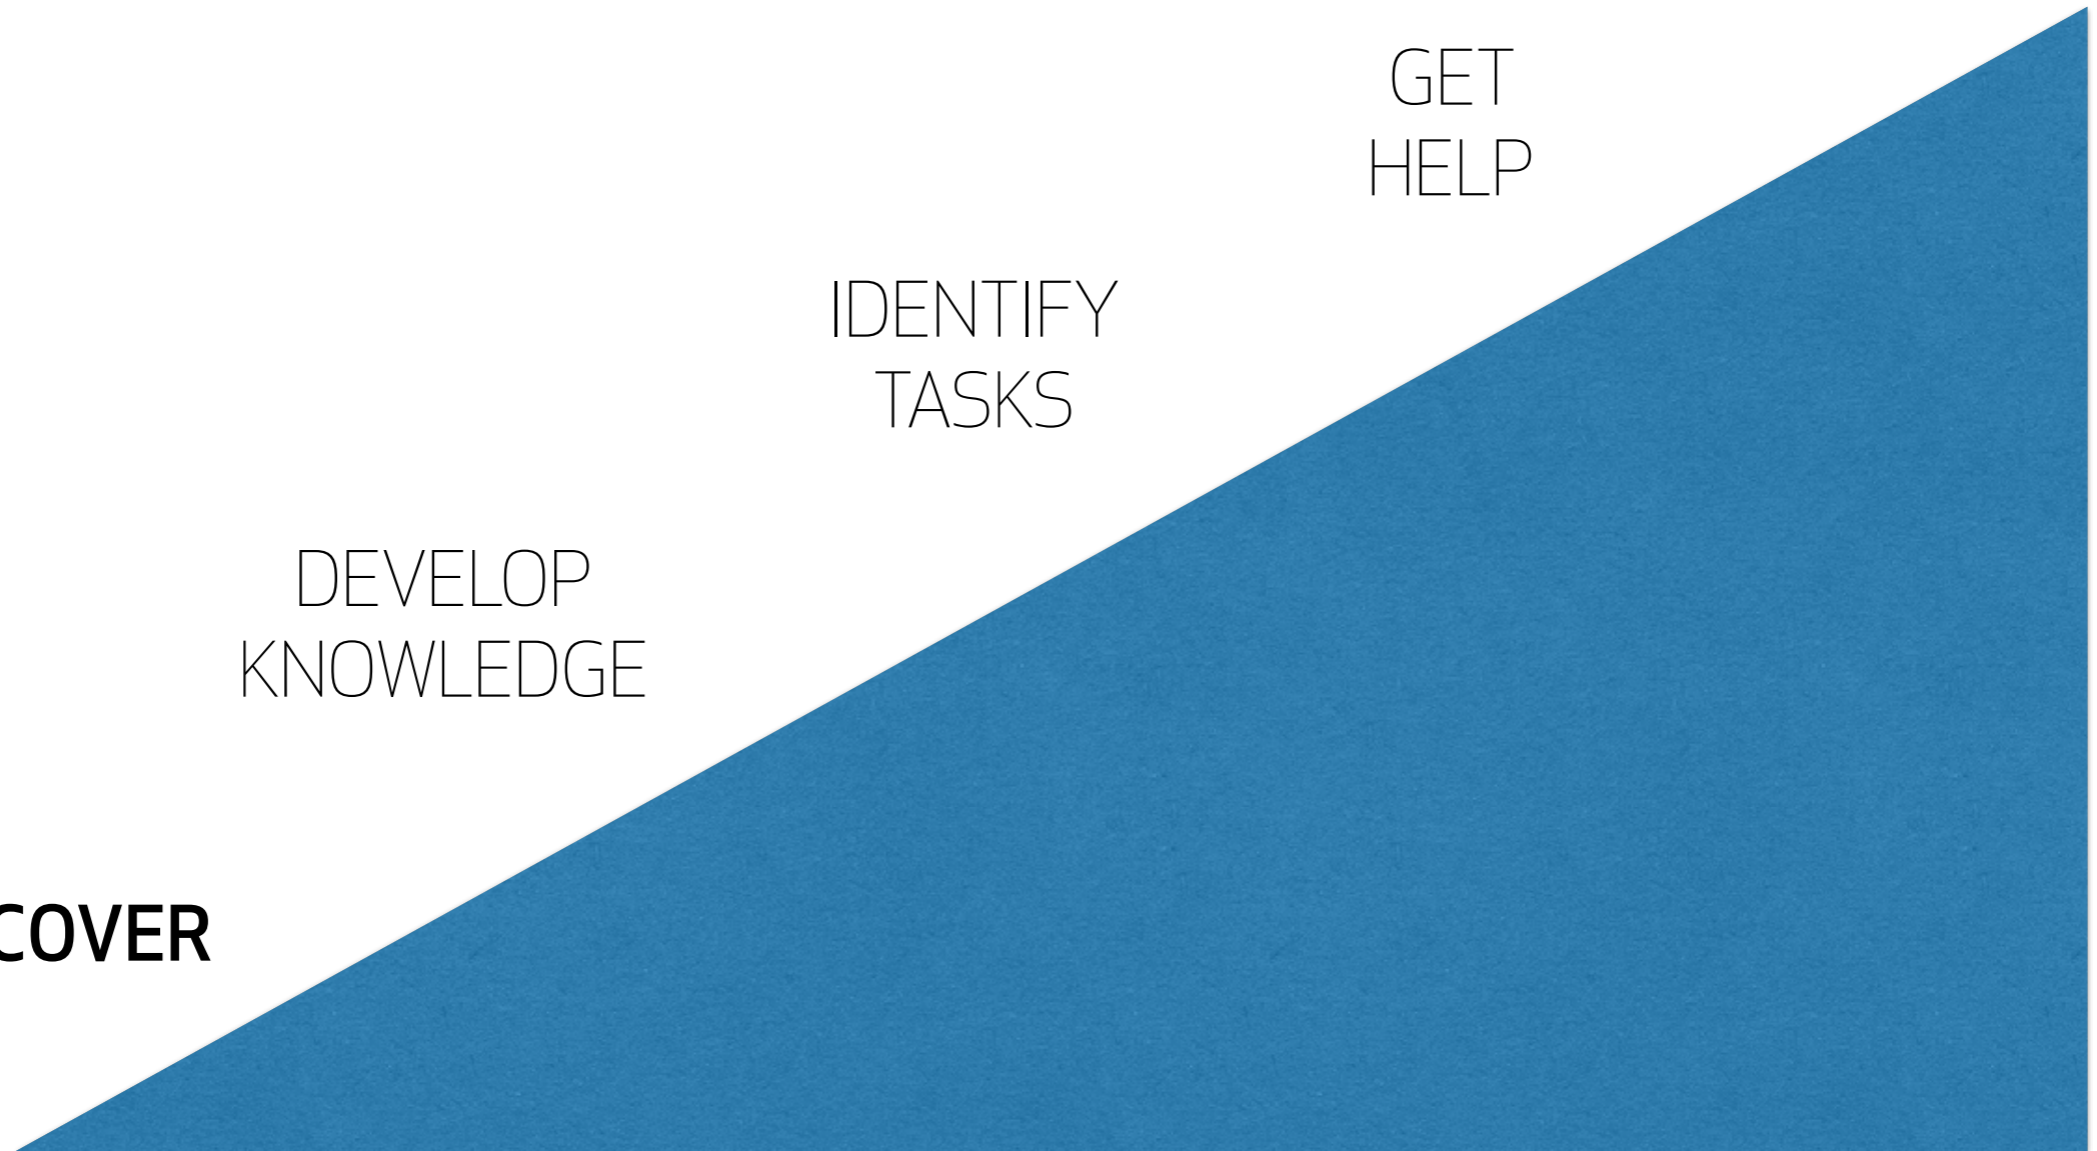 GET
HELP
IDENTIFY
TASKS
DEVELOP
KNOWLEDGE
COVER